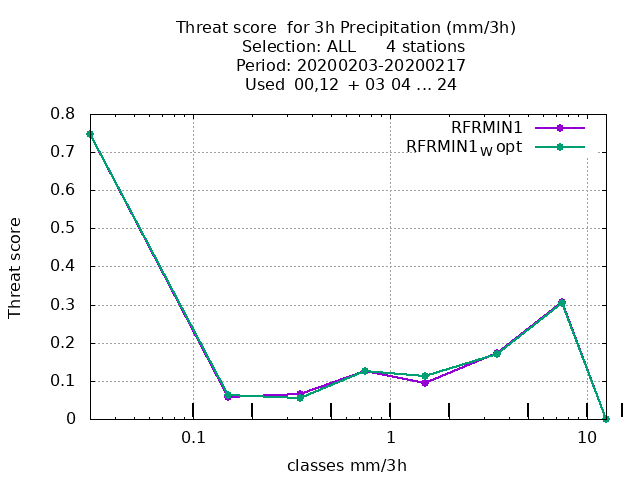 Threat score for 3h Precipitation (mm/3h)
Selection: ALL 4 stations
Period: 20200203-20200217
Used 00,12 + 03 04 ... 24
RFRMIN1
RFRMIN1W opt
0.8
0.7
0.6
0.5
0.4
0.3
0.2
0.1
0
Threat score
0.1 1 10
classes mm/3h